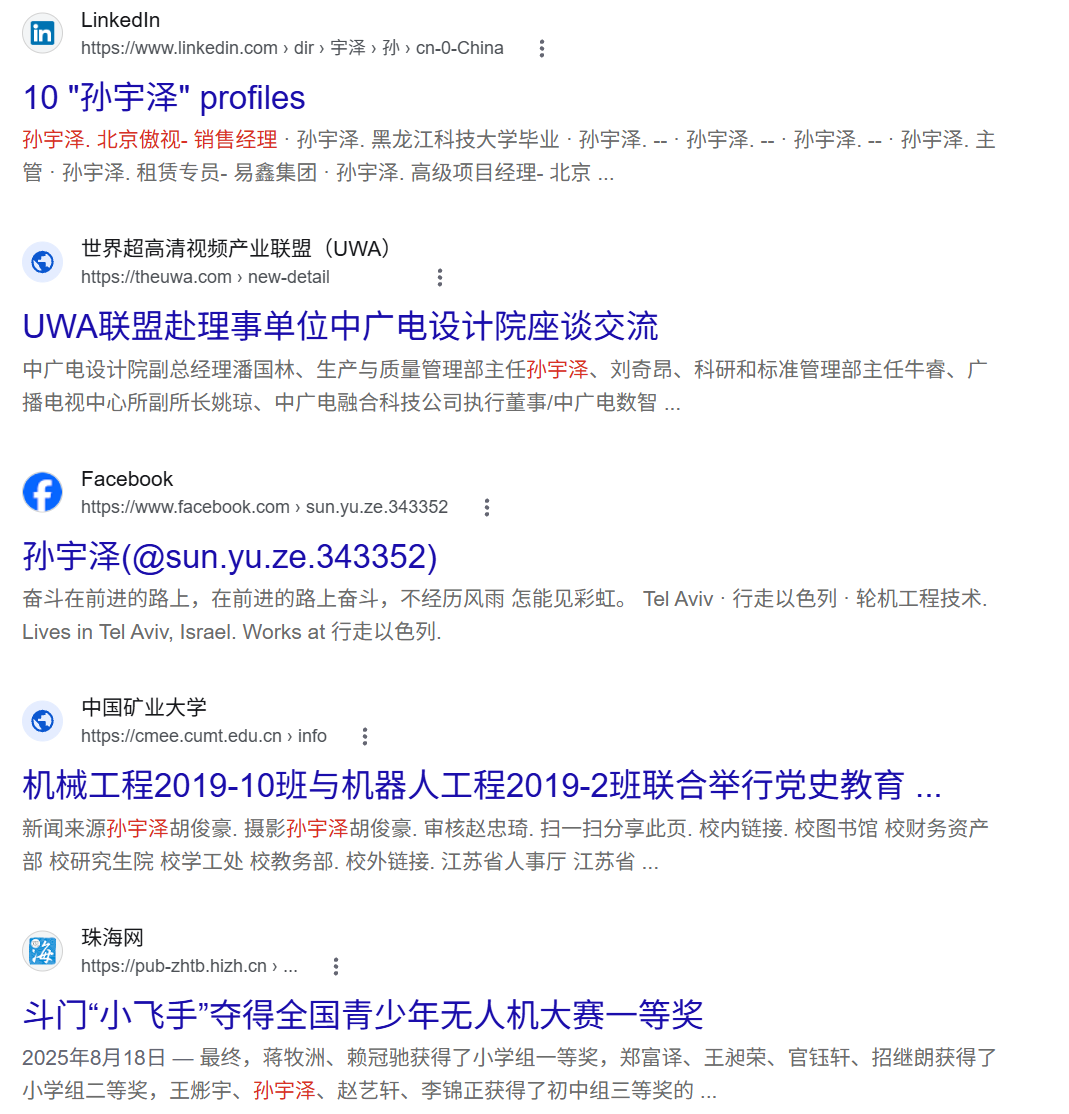 LinkedIn
https://www.linkedin.com › dir › 宇泽 › 孙 › cn-0-China
10 "孙宇泽" profiles
孙宇泽. 北京傲视- 销售经理 · 孙宇泽. 黑龙江科技大学毕业 · 孙宇泽. -- · 孙宇泽. -- · 孙宇泽. -- · 孙宇泽. 主
管 · 孙宇泽. 租赁专员- 易鑫集团 · 孙宇泽. 高级项目经理- 北京 ...
世界超高清视频产业联盟（UWA）
https://theuwa.com › new-detail
UWA联盟赴理事单位中广电设计院座谈交流
中广电设计院副总经理潘国林、生产与质量管理部主任孙宇泽、刘奇昂、科研和标准管理部主任牛睿、广
播电视中心所副所长姚琼、中广电融合科技公司执行董事/中广电数智 ...
Facebook
https://www.facebook.com › sun.yu.ze.343352
孙宇泽(@sun.yu.ze.343352)
奋斗在前进的路上，在前进的路上奋斗，不经历风雨 怎能见彩虹。 Tel Aviv · 行走以色列 · 轮机工程技术.
Lives in Tel Aviv, Israel. Works at 行走以色列.
中国矿业大学
https://cmee.cumt.edu.cn › info
机械工程2019-10班与机器人工程2019-2班联合举行党史教育 ...
新闻来源孙宇泽胡俊豪. 摄影孙宇泽胡俊豪. 审核赵忠琦. 扫一扫分享此页. 校内链接. 校图书馆 校财务资产
部 校研究生院 校学工处 校教务部. 校外链接. 江苏省人事厅 江苏省 ...
珠海网
https://pub-zhtb.hizh.cn › ...
斗门“小飞手”夺得全国青少年无人机大赛一等奖
2025年8月18日 — 最终，蒋牧洲、赖冠驰获得了小学组一等奖，郑富译、王昶荣、官钰轩、招继朗获得了
小学组二等奖，王烿宇、孙宇泽、赵艺轩、李锦正获得了初中组三等奖的 ...